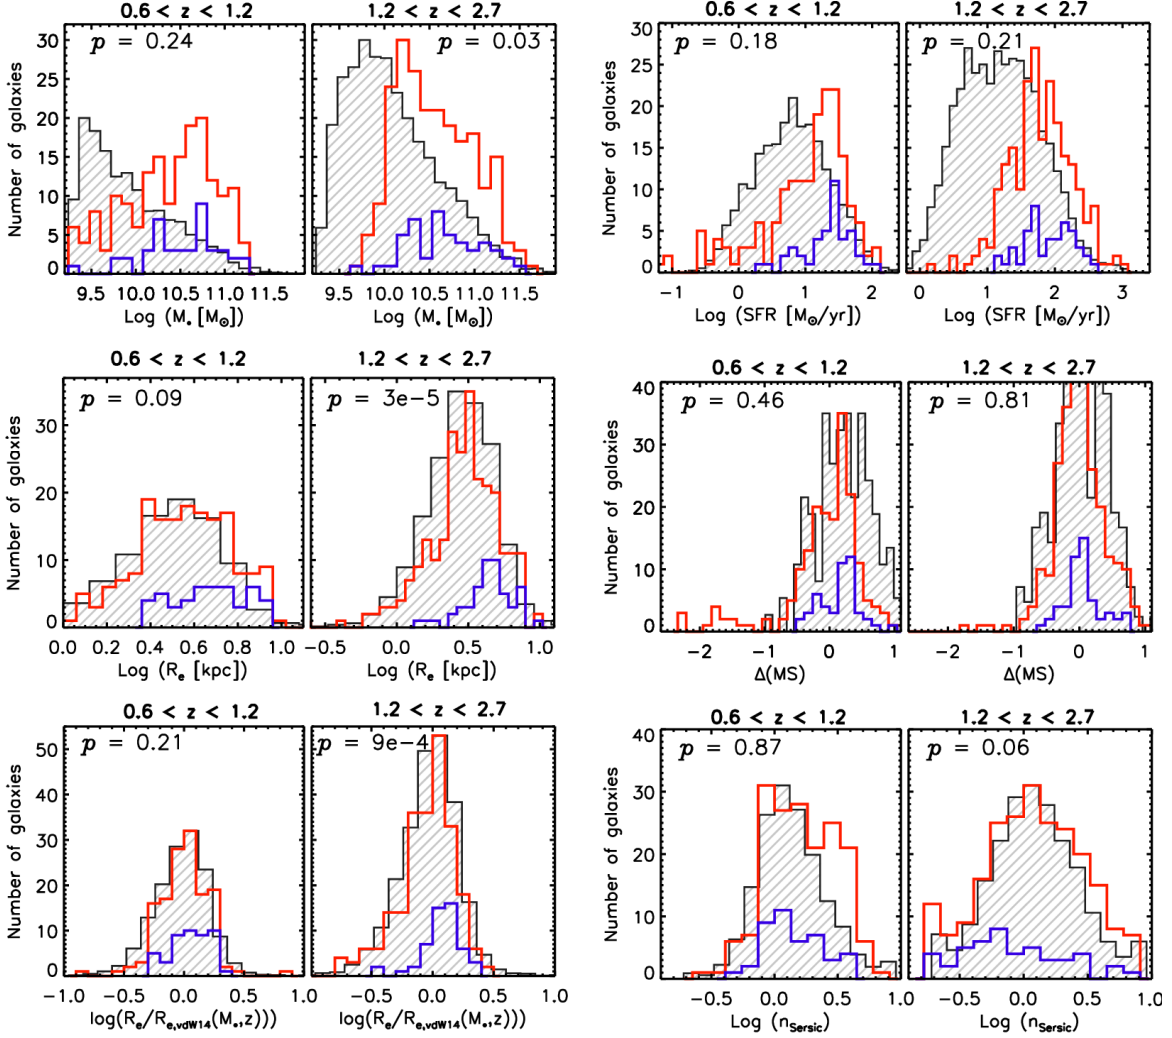 0.6 < z < 1.2
1.2 < z < 2.7
p = 0.24
p = 0.03
Number of galaxies
30
25
20
15
10
5
0
9.5 10.0 10.5 11.0 11.5
9.5 10.0 10.5 11.0 11.5
Log (M* [M⊙])
Log (M* [M⊙])
0.6 < z < 1.2
1.2 < z < 2.7
p = 0.18
p = 0.21
Number of galaxies
30
25
20
15
10
5
0
−1 0 1 2
0 1 2 3
Log (SFR [M⊙/yr])
Log (SFR [M⊙/yr])
0.6 < z < 1.2
1.2 < z < 2.7
p = 0.09
p = 3e-5
Number of galaxies
30
20
10
0
0.0 0.2 0.4 0.6 0.8 1.0
−0.5 0.0 0.5 1.0
Log (Re [kpc])
Log (Re [kpc])
0.6 < z < 1.2
1.2 < z < 2.7
p = 0.46
p = 0.81
Number of galaxies
40
30
20
10
0
−2 −1 0 1
−2 −1 0 1
Δ(MS)
Δ(MS)
0.6 < z < 1.2
1.2 < z < 2.7
p = 0.21
p = 9e-4
Number of galaxies
50
40
30
20
10
0
−1.0 −0.5 0.0 0.5 1.0
−0.5 0.0 0.5 1.0
log(Re/Re,vdW14(M*,z)))
log(Re/Re,vdW14(M*,z)))
0.6 < z < 1.2
1.2 < z < 2.7
p = 0.87
p = 0.06
Number of galaxies
30
20
10
0
−0.5 0.0 0.5
−0.5 0.0 0.5 1.0
Log (nSersic)
Log (nSersic)